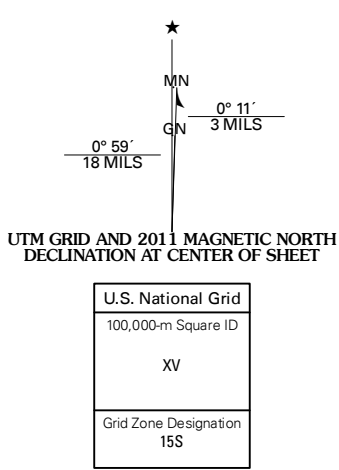 ★
MN
0° 11´
3 MILS
GN
0° 59´
18 MILS
UTM GRID AND 2011 MAGNETIC NORTH
DECLINATION AT CENTER OF SHEET
U.S. National Grid
100,000-m Square ID
XV
Grid Zone Designation
15S